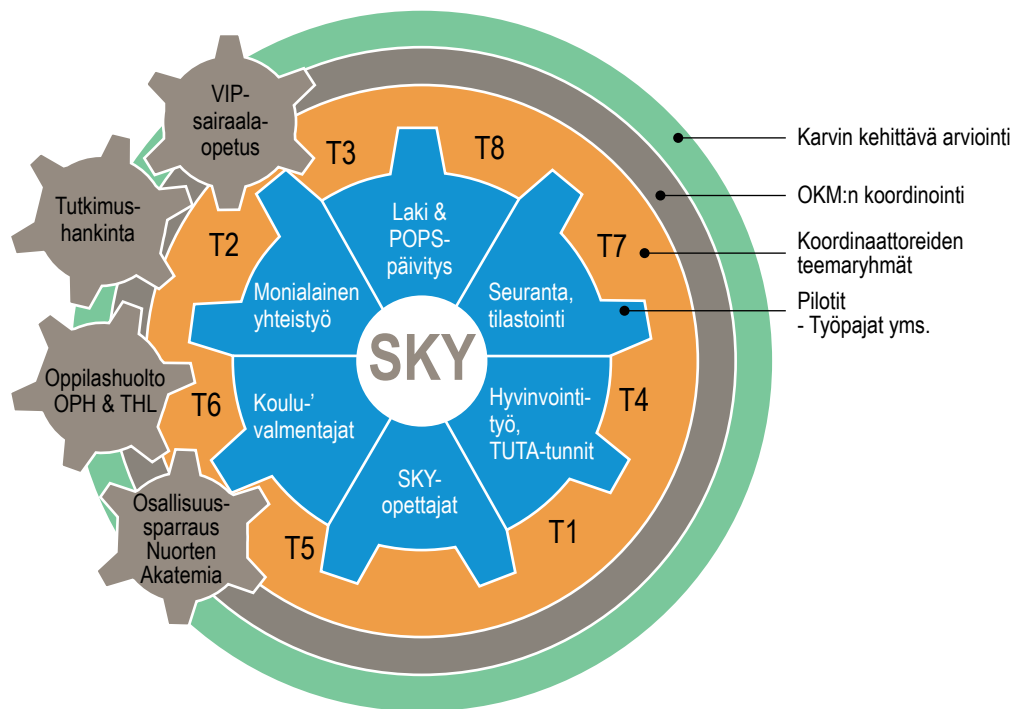 VIP-
sairaala-
opetus
Tutkimus-
hankinta
Oppilashuolto
OPH & THL
Osallisuus-
sparraus
Nuorten
Akatemia
T3
T8
T2
T7
T6
T4
T5
T1
Laki &
POPS-
päivitys
Monialainen
yhteistyö
Seuranta,
tilastointi
SKY
Koulu-’
valmentajat
Hyvinvointi-
työ,
TUTA-tunnit
SKY-
opettajat
Karvin kehittävä arviointi
OKM:n koordinointi
Koordinaattoreiden
teemaryhmät
Pilotit
- Työpajat yms.